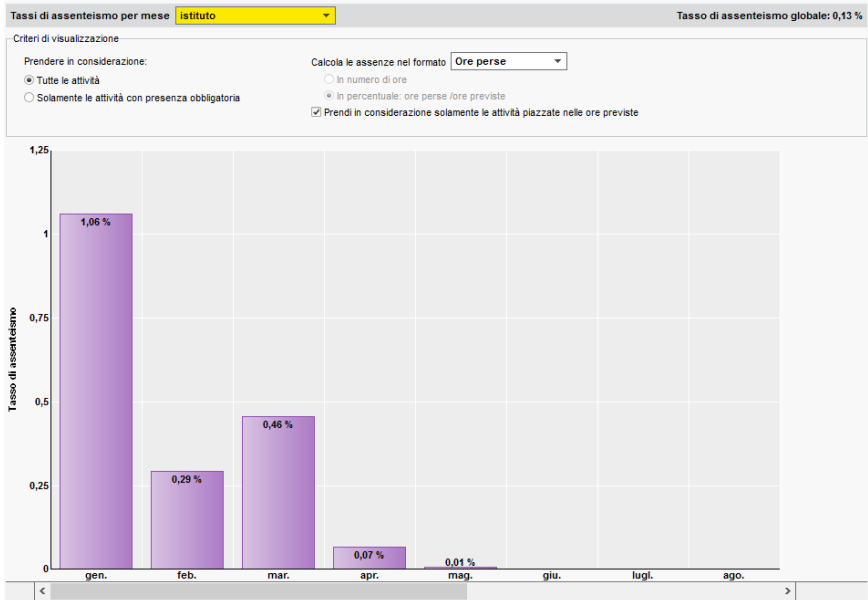 Tassi di assenteismo per mese istituto Tasso di assenteismo globale: 0,13 %
Criteri di visualizzazione
Prendere in considerazione: Calcola le assenze nel formato Ore perse
Tutte le attività In numero di ore
Solamente le attività con presenza obbligatoria In percentuale: ore perse /ore previste
Prendi in considerazione solamente le attività piazzate nelle ore previste
1,25
1,06 %
1
0,75
Tasso di assenteismo
0,5
0,46 %
0,29 %
0,25
0,07 %
0,01 %
0
gen. feb. mar. apr. mag. giu. lugl. ago.